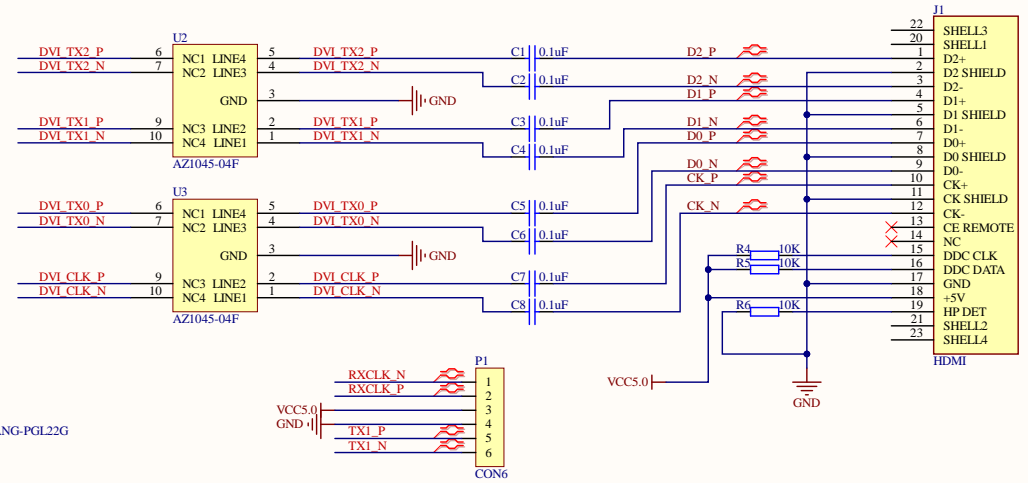 J1
22 SHELL3
20 SHELL1
1 D2+
2 D2 SHIELD
3 D2-
4 D1+
5 D1 SHIELD
6 D1-
7 D0+
8 D0 SHIELD
9 D0-
10 CK+
11 CK SHIELD
12 CK-
13 CE REMOTE
14 NC
15 DDC CLK
16 DDC DATA
17 GND
18 +5V
19 HP DET
21 SHELL2
23 SHELL4
HDMI
U2
DVI_TX2_P 6 NC1 LINE4 5 DVI_TX2_P C1 0.1uF D2_P
DVI_TX2_N 7 NC2 LINE3 4 DVI_TX2_N C2 0.1uF D2_N
GND 3 GND D1_P
DVI_TX1_P 9 NC3 LINE2 2 DVI_TX1_P C3 0.1uF D1_N
DVI_TX1_N 10 NC4 LINE1 1 DVI_TX1_N C4 0.1uF D0_P
AZ1045-04F D0_N
CK_P
U3
DVI_TX0_P 6 NC1 LINE4 5 DVI_TX0_P C5 0.1uF CK_N
DVI_TX0_N 7 NC2 LINE3 4 DVI_TX0_N C6 0.1uF
GND 3 GND R4 10K
R5 10K
DVI_CLK_P 9 NC3 LINE2 2 DVI_CLK_P C7 0.1uF
DVI_CLK_N 10 NC4 LINE1 1 DVI_CLK_N C8 0.1uF R6 10K
AZ1045-04F
P1
RXCLK_N 1
RXCLK_P 2
VCC5.0 3
GND 4
TX1_P 5
TX1_N 6
CON6
VCC5.0
GND
ANG-PGL22G